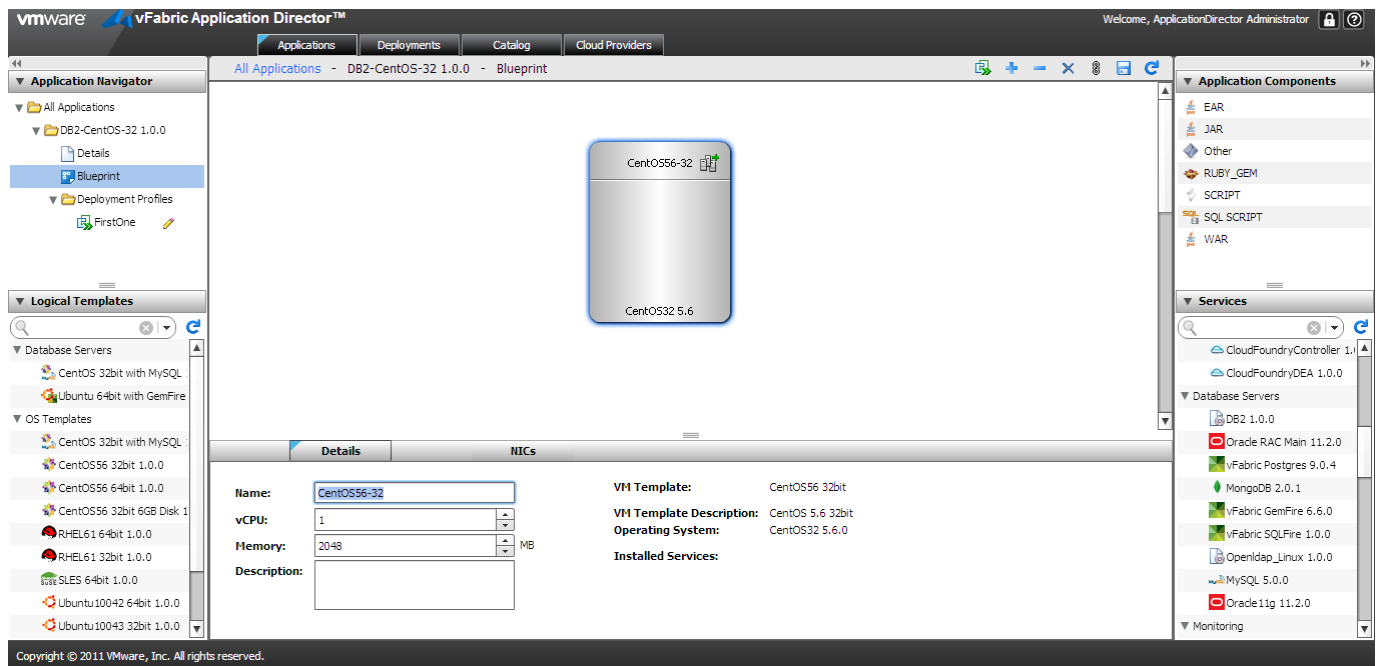 vmware vFabric Application Director™
Welcome, ApplicationDirector Administrator
Applications
Deployments
Catalog
Cloud Providers
Application Navigator
All Applications
DB2-CentOS-32 1.0.0
Details
Blueprint
Deployment Profiles
FirstOne
Logical Templates
Database Servers
CentOS 32bit with MySQL
Ubuntu 64bit with GemFire
OS Templates
CentOS 32bit with MySQL
CentOS56 32bit 1.0.0
CentOS56 64bit 1.0.0
CentOS56 32bit 6GB Disk 1
RHEL61 64bit 1.0.0
RHEL61 32bit 1.0.0
SLES 64bit 1.0.0
Ubuntu10042 64bit 1.0.0
Ubuntu10043 32bit 1.0.0
All Applications - DB2-CentOS-32 1.0.0 - Blueprint
CentOS56-32
CentOS32 5.6
Details
NICs
Name: CentOS56-32
vCPU: 1
Memory: 2048 MB
Description:
VM Template: CentOS56 32bit
VM Template Description: CentOS 5.6 32bit
Operating System: CentOS32 5.6.0
Installed Services:
Application Components
EAR
JAR
Other
RUBY_GEM
SCRIPT
SQL SCRIPT
WAR
Services
CloudFoundryController 1.
CloudFoundryDEA 1.0.0
Database Servers
DB2 1.0.0
Oracle RAC Main 11.2.0
vFabric Postgres 9.0.4
MongoDB 2.0.1
vFabric GemFire 6.6.0
vFabric SQLFire 1.0.0
Openldap_Linux 1.0.0
MySQL 5.0.0
Oracle11g 11.2.0
Monitoring
Copyright © 2011 VMware, Inc. All rights reserved.